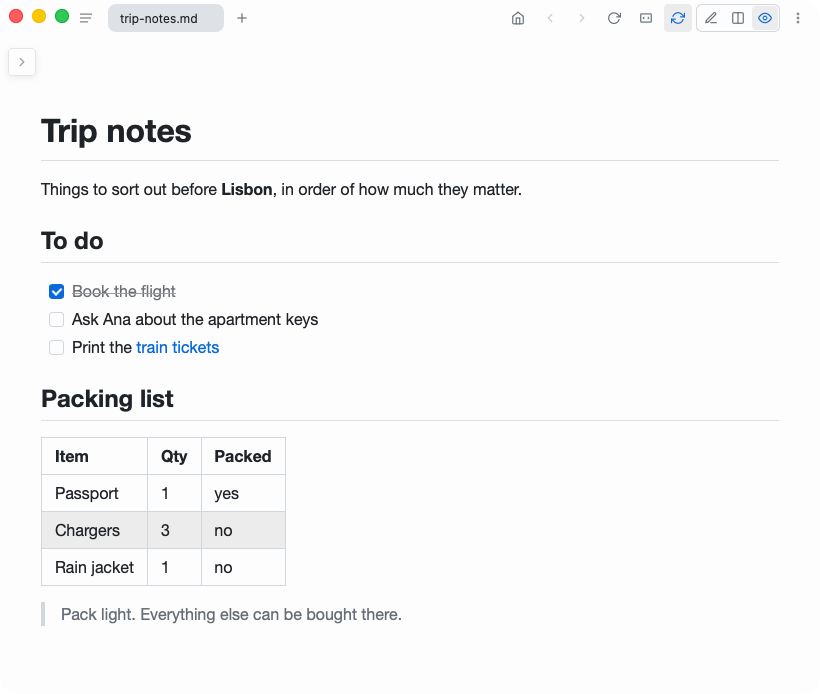 trip-notes.md
Trip notes
Things to sort out before Lisbon, in order of how much they matter.
To do
Book the flight
Ask Ana about the apartment keys
Print the train tickets
Packing list
Item Qty Packed
Passport 1 yes
Chargers 3 no
Rain jacket 1 no
Pack light. Everything else can be bought there.